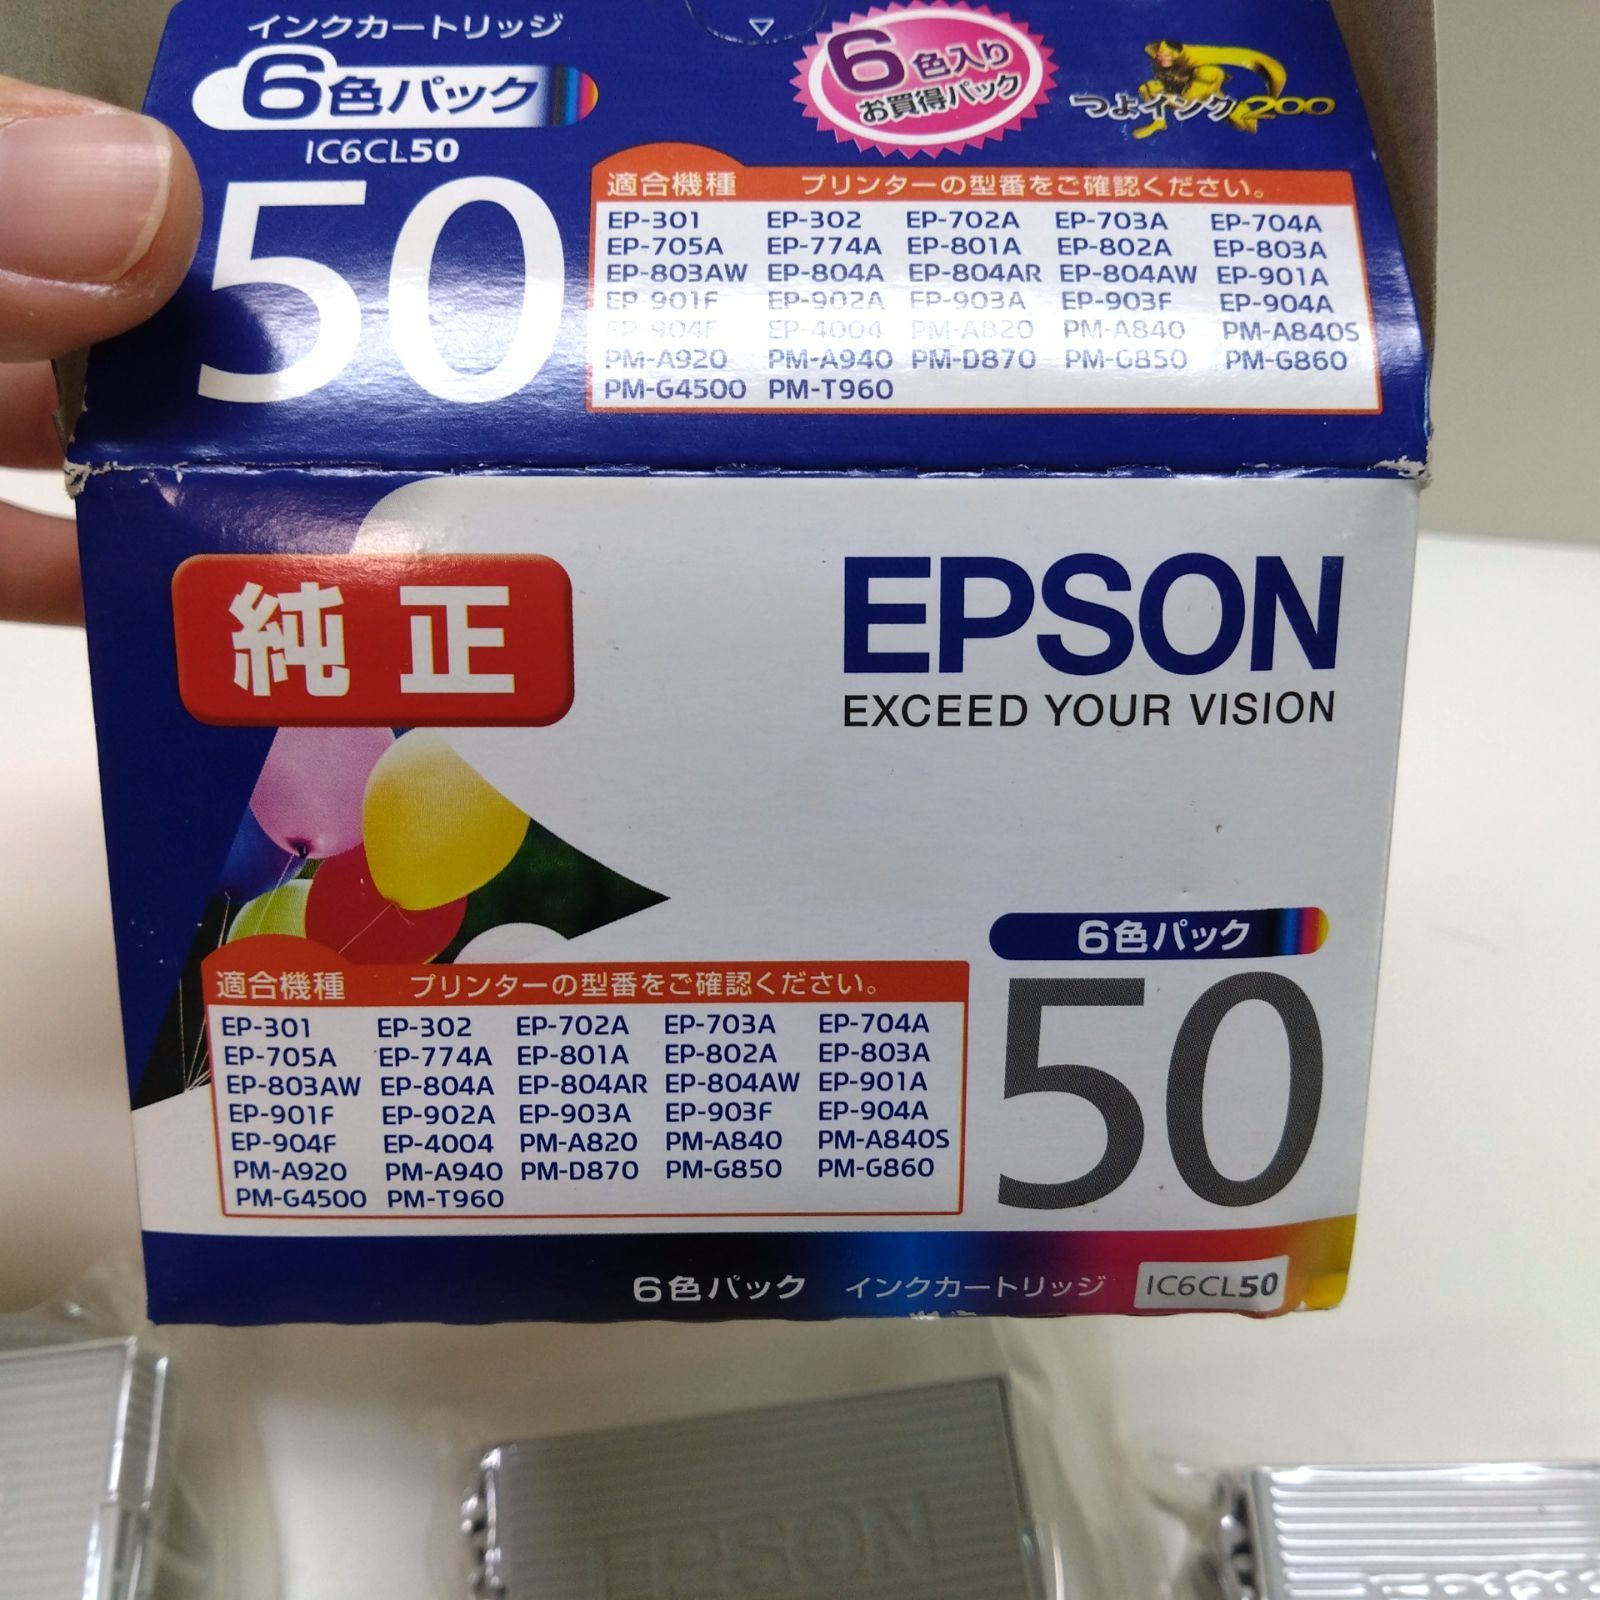 インクカートリッジ
6色パック
IC6CL50
50
6色入り
お買得パック
つよインク200
適合機種 プリンターの型番をご確認ください。
EP-301 EP-302 EP-702A EP-703A EP-704A
EP-705A EP-774A EP-801A EP-802A EP-803A
EP-803AW EP-804A EP-804AR EP-804AW EP-901A
EP-901F EP-902A EP-903A EP-903F EP-904A
EP-904F EP-4004 PM-A820 PM-A840 PM-A840S
PM-A920 PM-A940 PM-D870 PM-G850 PM-G860
PM-G4500 PM-T960
純正
EPSON
EXCEED YOUR VISION
6色パック
50
適合機種 プリンターの型番をご確認ください。
EP-301 EP-302 EP-702A EP-703A EP-704A
EP-705A EP-774A EP-801A EP-802A EP-803A
EP-803AW EP-804A EP-804AR EP-804AW EP-901A
EP-901F EP-902A EP-903A EP-903F EP-904A
EP-904F EP-4004 PM-A820 PM-A840 PM-A840S
PM-A920 PM-A940 PM-D870 PM-G850 PM-G860
PM-G4500 PM-T960
6色パック インクカートリッジ IC6CL50
EPSON